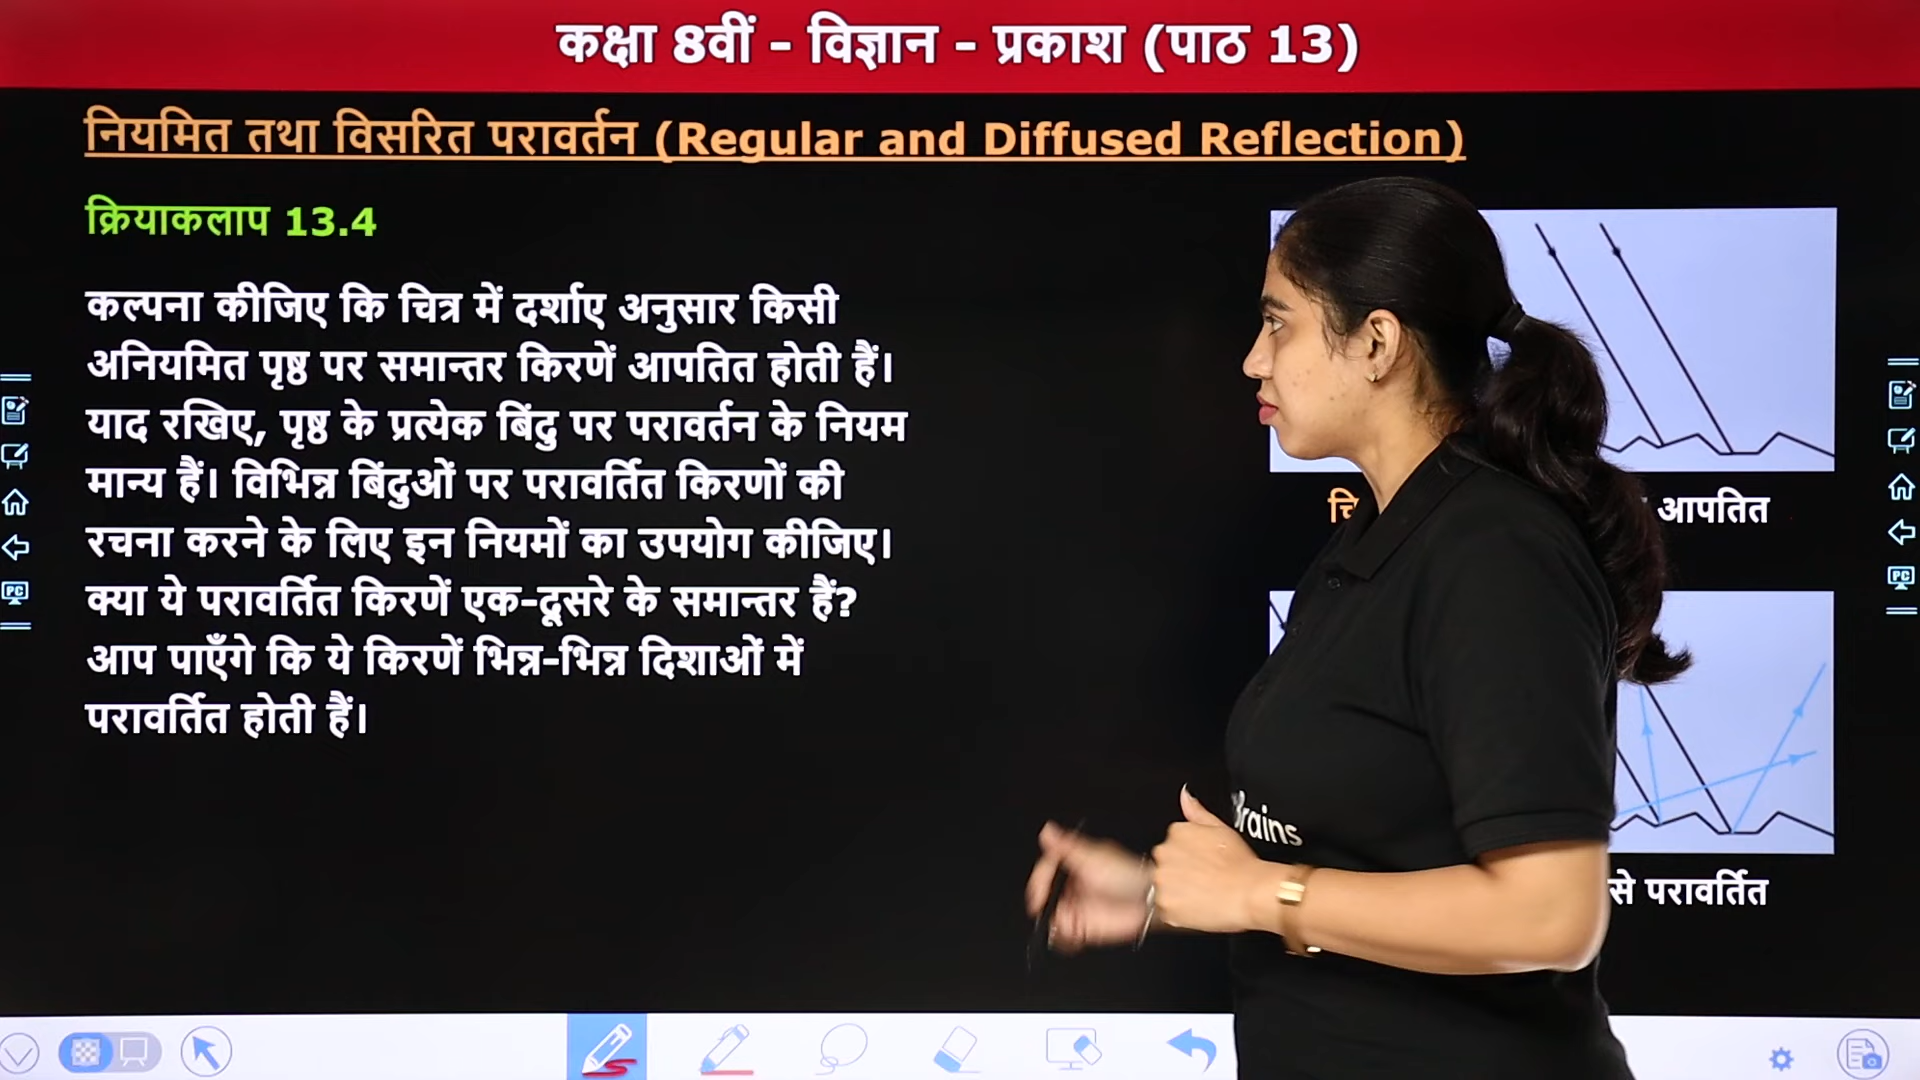 कक्षा 8वीं - विज्ञान - प्रकाश (पाठ 13)
नियमित तथा विसरित परावर्तन (Regular and Diffused Reflection)
क्रियाकलाप 13.4
कल्पना कीजिए कि चित्र में दर्शाए अनुसार किसी
अनियमित पृष्ठ पर समान्तर किरणें आपतित होती हैं।
याद रखिए, पृष्ठ के प्रत्येक बिंदु पर परावर्तन के नियम
मान्य हैं। विभिन्न बिंदुओं पर परावर्तित किरणों की
रचना करने के लिए इन नियमों का उपयोग कीजिए।
क्या ये परावर्तित किरणें एक-दूसरे के समान्तर हैं?
आप पाएँगे कि ये किरणें भिन्न-भिन्न दिशाओं में
परावर्तित होती हैं।
आपतित
से परावर्तित
Brains
PC
PC